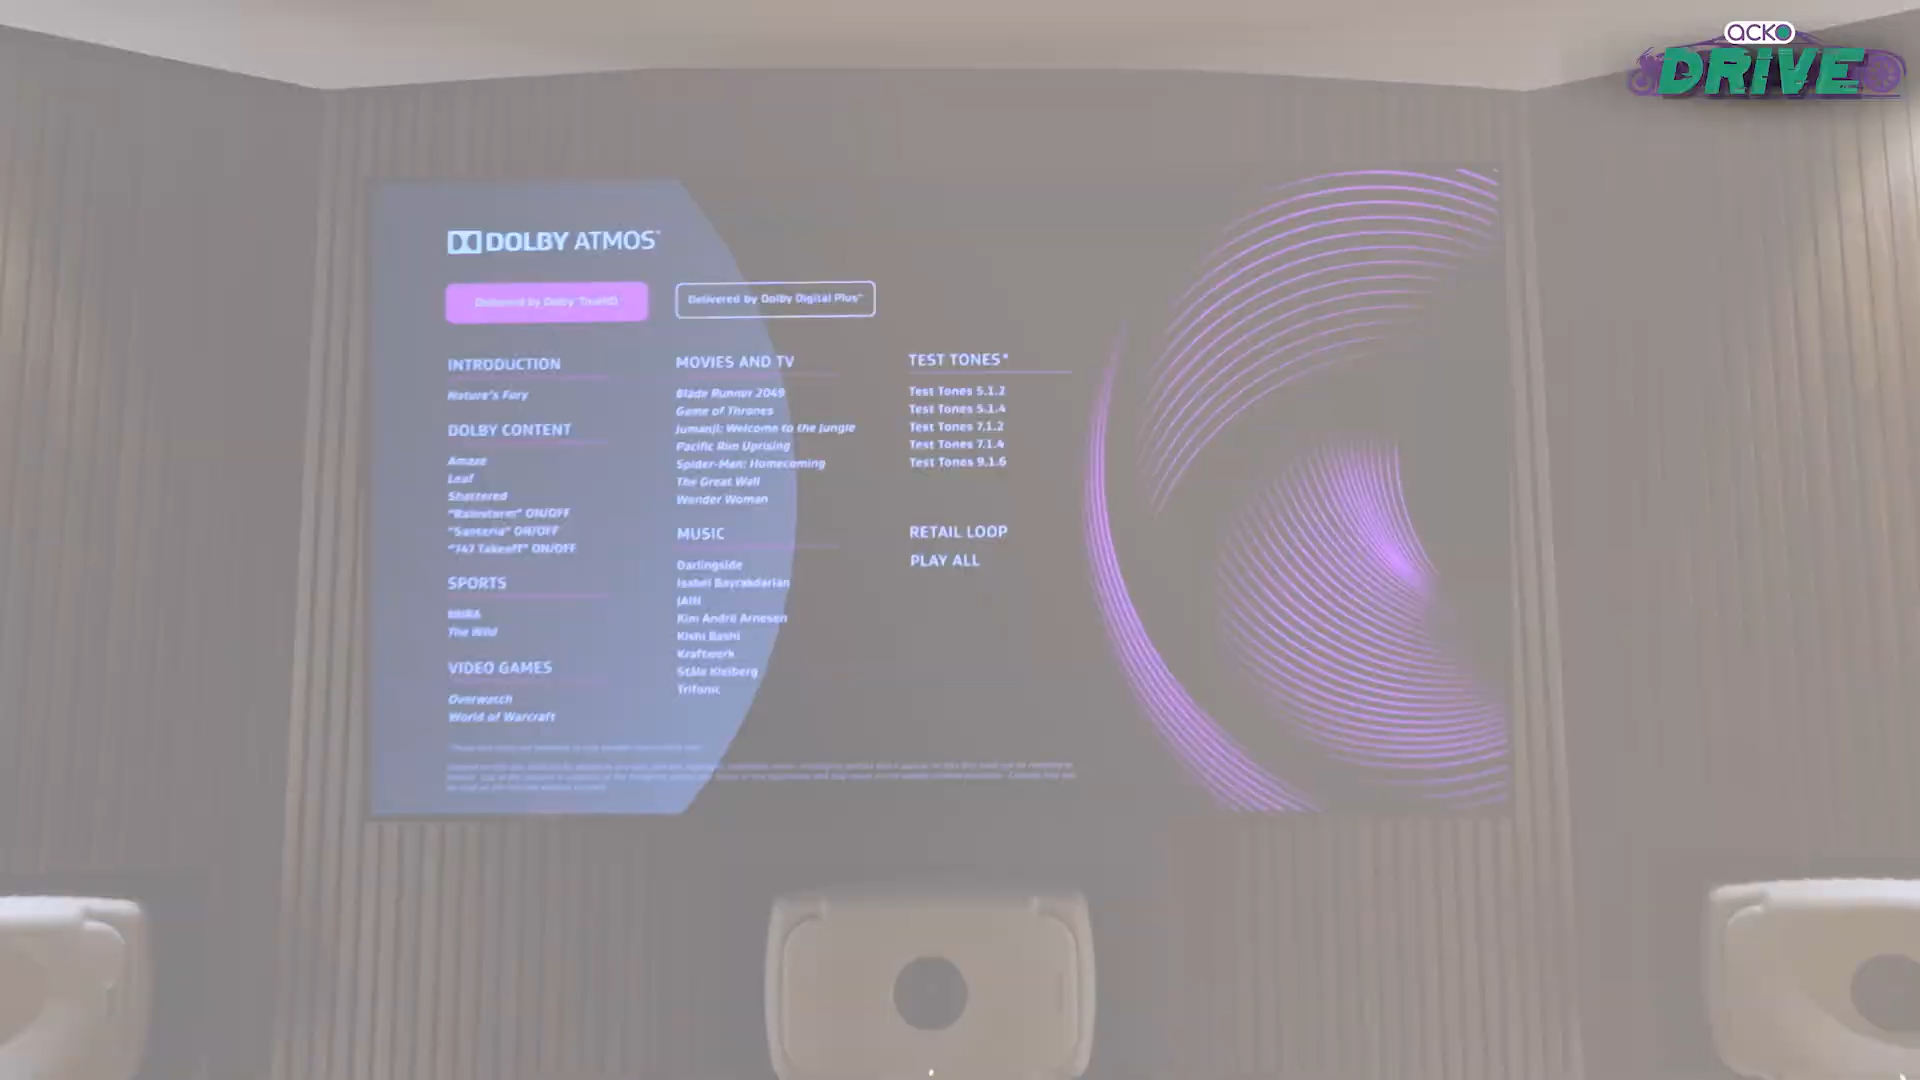 acko
DRIVE
DOLBY ATMOS
Delivered by Dolby TrueHD
Delivered by Dolby Digital Plus™
INTRODUCTION
Nature's Fury
DOLBY CONTENT
Amaze
Leaf
Shattered
"Rainstorm" ON/OFF
"Santeria" ON/OFF
"747 Takeoff" ON/OFF
SPORTS
The Wild
VIDEO GAMES
Overwatch
World of Warcraft
MOVIES AND TV
Blade Runner 2049
Game of Thrones
Jumanji: Welcome to the Jungle
Pacific Rim Uprising
Spider-Man: Homecoming
The Great Wall
Wonder Woman
MUSIC
Darlingside
Isabel Bayrakdarian
JAIN
Kim André Arnesen
Kishi Bashi
Kraftwerk
Ståle Kleiberg
Trifonic
TEST TONES*
Test Tones 5.1.2
Test Tones 5.1.4
Test Tones 7.1.2
Test Tones 7.1.4
Test Tones 9.1.6
RETAIL LOOP
PLAY ALL